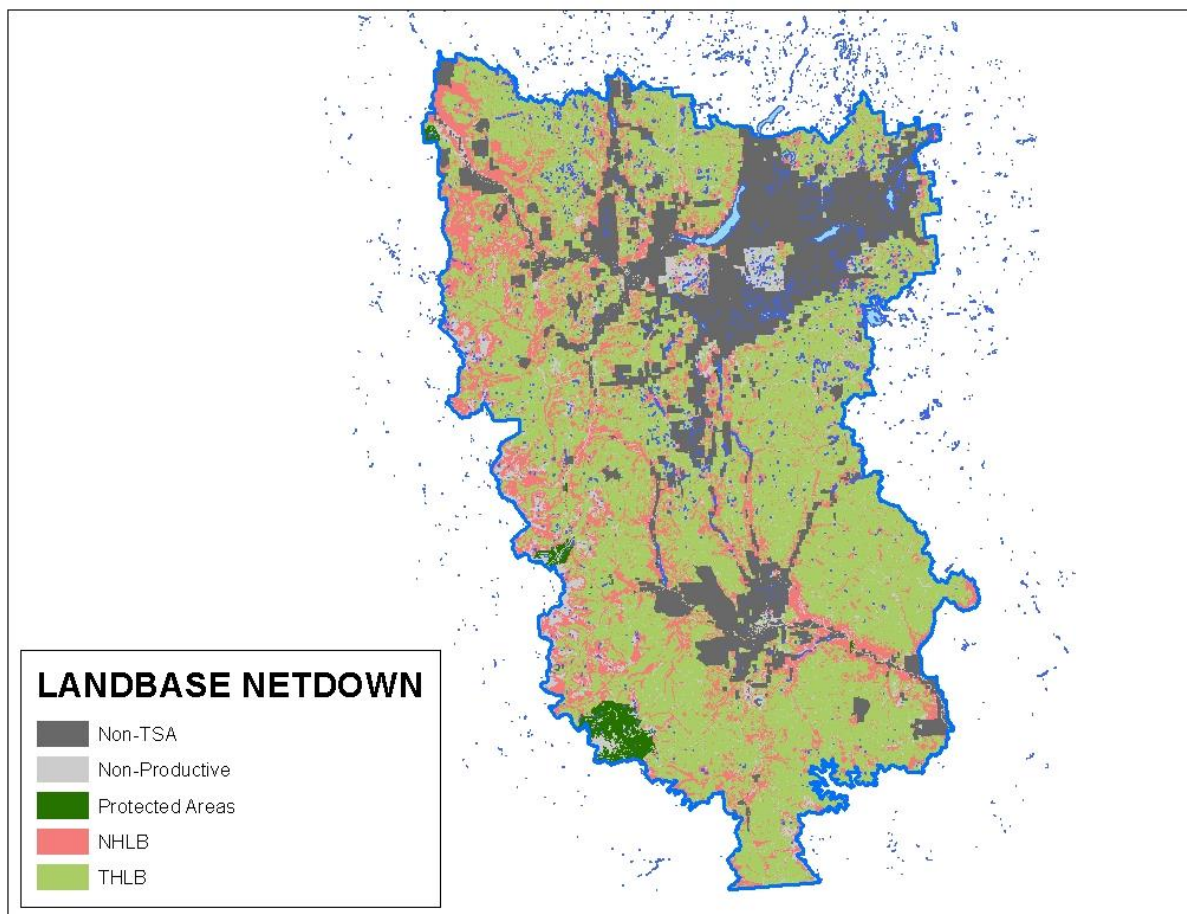 LANDBASE NETDOWN
Non-TSA
Non-Productive
Protected Areas
NHLB
THLB